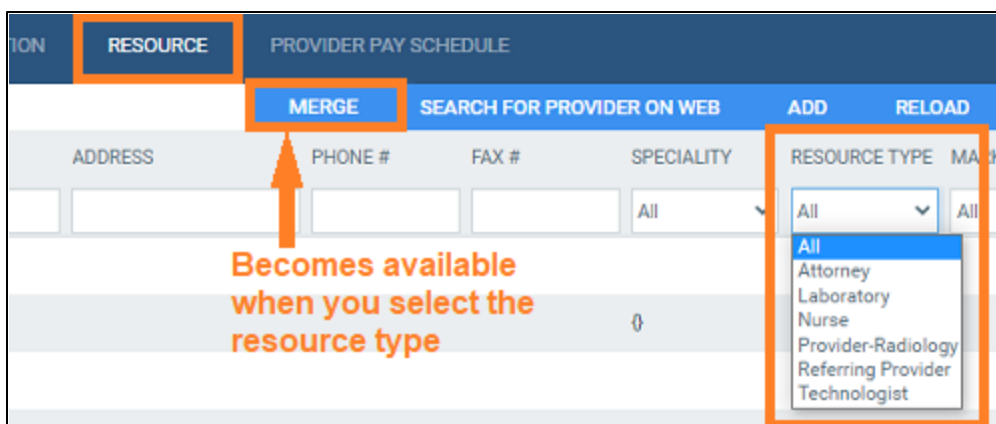 TION RESOURCE PROVIDER PAY SCHEDULE
MERGE SEARCH FOR PROVIDER ON WEB ADD RELOAD
ADDRESS PHONE # FAX # SPECIALITY RESOURCE TYPE MARK
All All All
All
Attorney
Laboratory
Nurse
Provider-Radiology
Referring Provider
Technologist
Becomes available
when you select the
resource type
{}